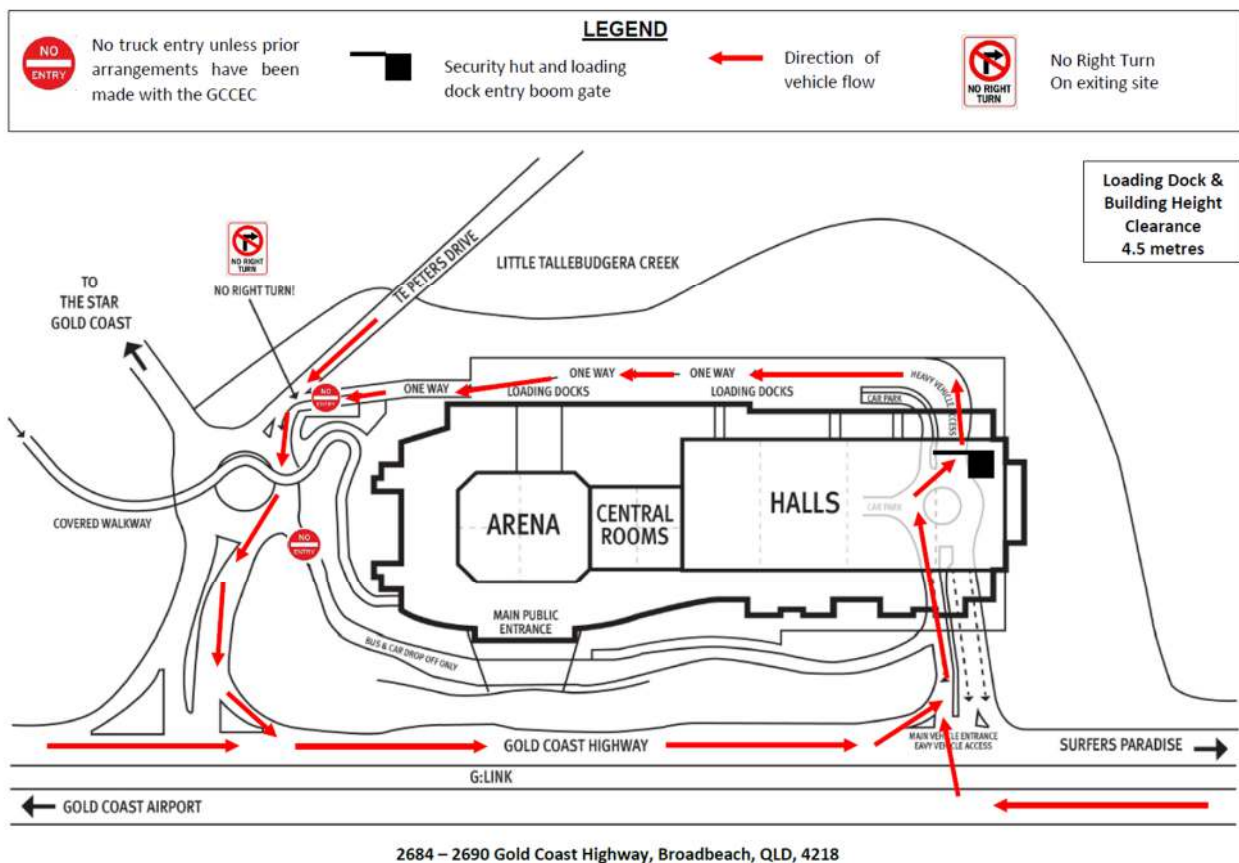 LEGEND
NO
ENTRY
No truck entry unless prior
arrangements have been
made with the GCCEC
Security hut and loading
dock entry boom gate
Direction of
vehicle flow
NO RIGHT
TURN
No Right Turn
On exiting site
Loading Dock &
Building Height
Clearance
4.5 metres
NO RIGHT
TURN
NO RIGHT TURN!
TO
THE STAR
GOLD COAST
TE PETERS DRIVE
LITTLE TALLEBUDGERA CREEK
NO
ENTRY
ONE WAY
ONE WAY
ONE WAY
LOADING DOCKS
LOADING DOCKS
HEAVY VEHICLE ACCESS
CAR PARK
COVERED WALKWAY
ARENA
CENTRAL
ROOMS
HALLS
CAR PARK
NO
ENTRY
MAIN PUBLIC
ENTRANCE
BUS & CAR DROP OFF ONLY
GOLD COAST HIGHWAY
MAIN VEHICLE ENTRANCE
EAVY VEHICLE ACCESS
SURFERS PARADISE
G:LINK
GOLD COAST AIRPORT
2684 – 2690 Gold Coast Highway, Broadbeach, QLD, 4218